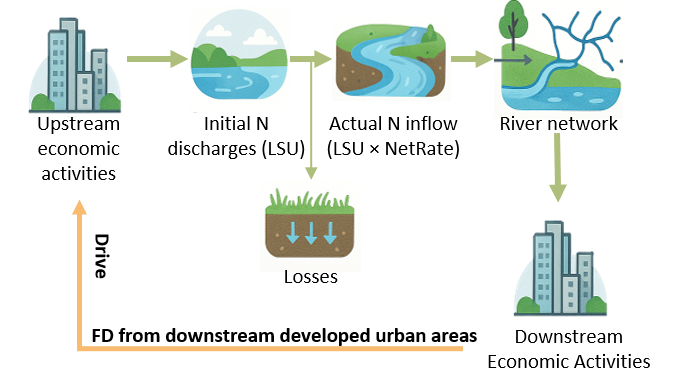 Upstream
economic
activities
Initial N
discharges (LSU)
Actual N inflow
(LSU × NetRate)
River network
Losses
Drive
FD from downstream developed urban areas
Downstream
Economic Activities